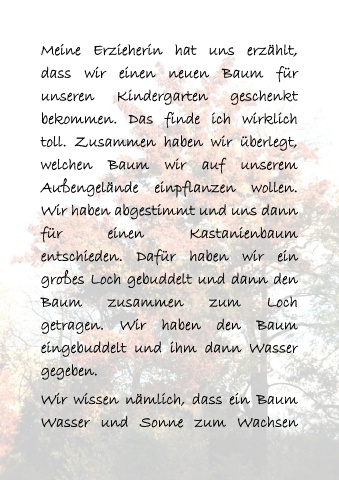 Meine Erzieherin hat uns erzählt,
dass wir einen neuen Baum für
unseren Kindergarten geschenkt
bekommen. Das finde ich wirklich
toll. Zusammen haben wir überlegt,
welchen Baum wir auf unserem
Außengelände einpflanzen wollen.
Wir haben abgestimmt und uns dann
für einen Kastanienbaum
entschieden. Dafür haben wir ein
großes Loch gebuddelt und dann den
Baum zusammen zum Loch
getragen. Wir haben den Baum
eingebuddelt und ihm dann Wasser
gegeben.
Wir wissen nämlich, dass ein Baum
Wasser und Sonne zum Wachsen